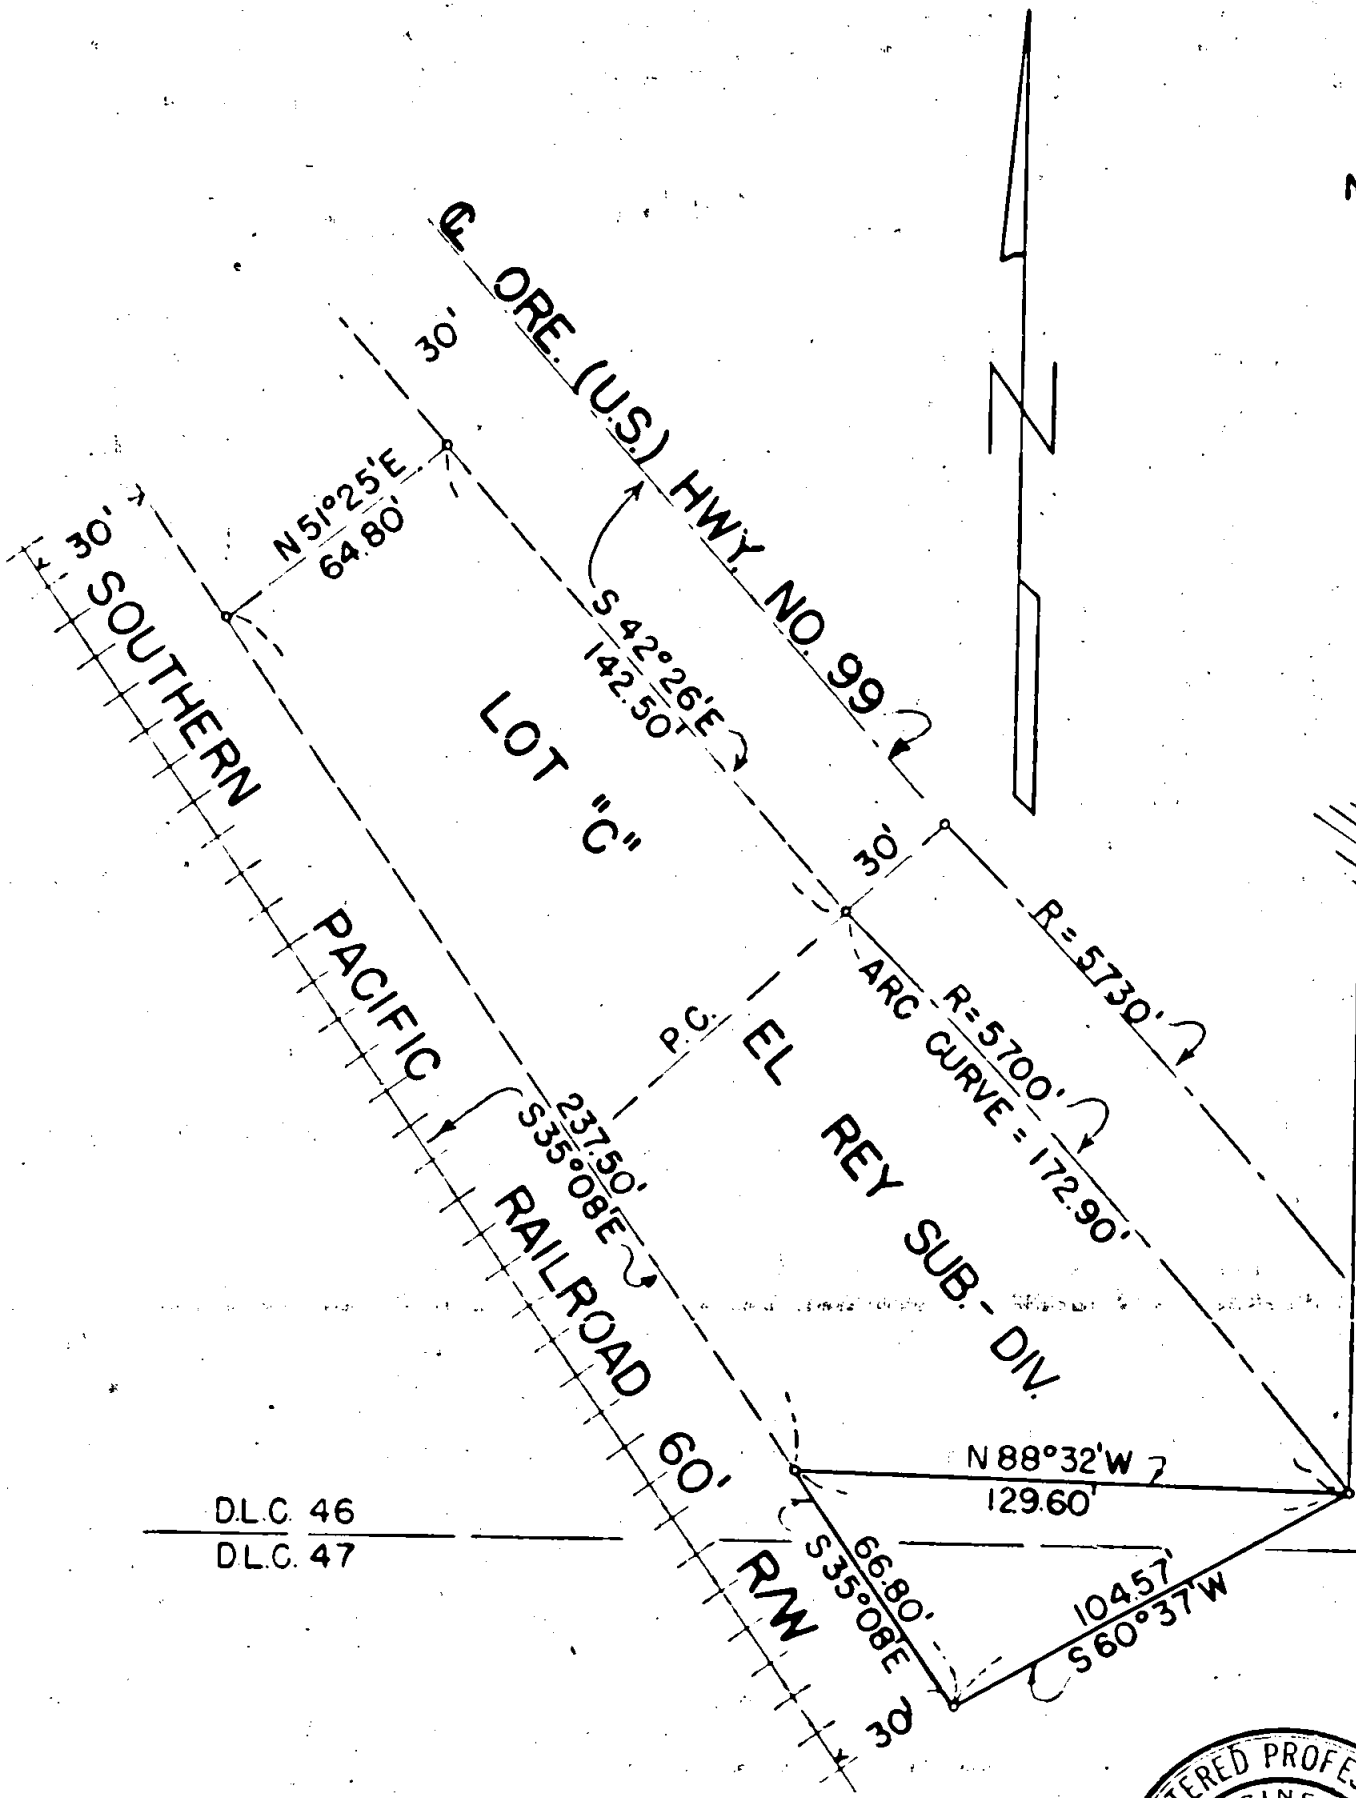 ℄ ORE. (U.S.) HWY. NO. 99
30'
N 51°25'E
64.80'
30'
S 42°26'E
142.50'
N
LOT "C"
30'
R = 5730'
R = 5700'
ARC CURVE = 172.90'
P.C.
EL REY SUB.- DIV.
SOUTHERN PACIFIC RAILROAD 60' R/W
237.50'
S 35°08'E
N 88°32'W
129.60'
D.L.C. 46
D.L.C. 47
66.80'
S 35°08'E
104.57'
S 60°37'W
30'